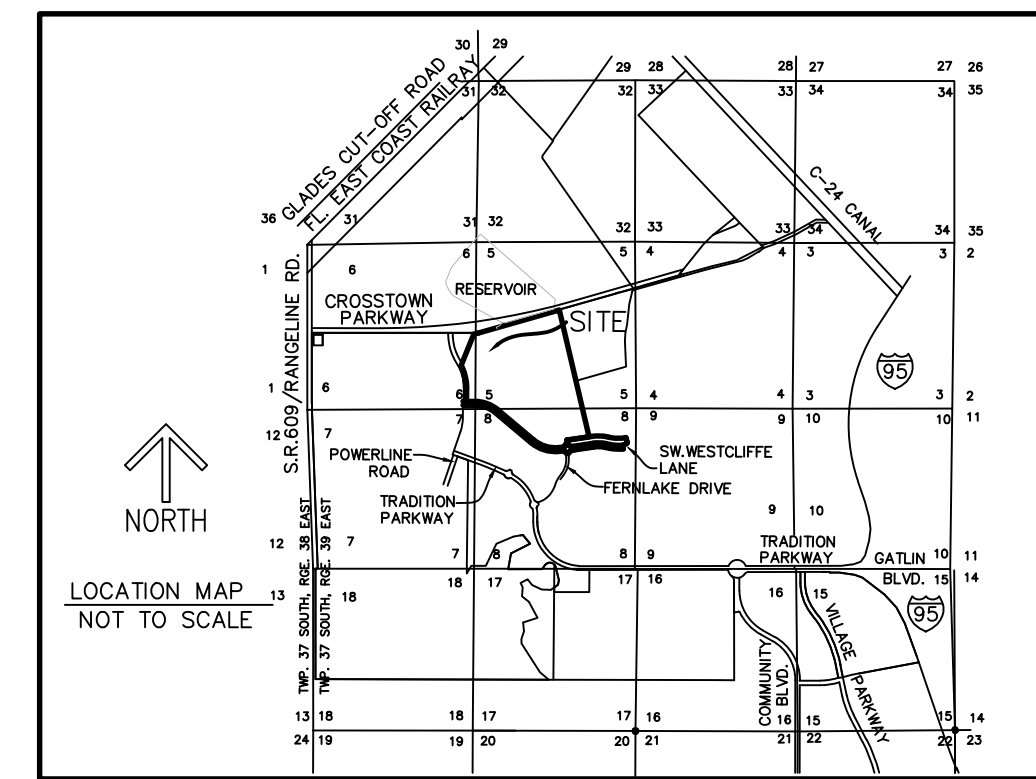 30 29
29 28
28 27
27 26
GLADES CUT-OFF ROAD
FL. EAST COAST RAILRAY
31 32
32 33
33 34
34 35
C-24 CANAL
36 31
31 32
32 33
33 34
34 35
1 6
6 5
5 4
4 3
3 2
S.R.609/RANGELINE RD.
RESERVOIR
CROSSTOWN
PARKWAY
SITE
95
1 6
6 5
5 4
4 3
3 2
12 7
7 8
8 9
9 10
10 11
POWERLINE
ROAD
SW.WESTCLIFFE
LANE
FERNLAKE DRIVE
TRADITION
PARKWAY
NORTH
9 10
12 7
7 8
8 9
TRADITION
PARKWAY
GATLIN
BLVD.
10 11
LOCATION MAP
NOT TO SCALE
13 18
18 17
17 16
16 15
15 14
95
TWP. 37 SOUTH, RGE. 38 EAST
TWP. 37 SOUTH, RGE. 39 EAST
COMMUNITY
BLVD.
VILLAGE PARKWAY
13 18
18 17
17 16
16 15
15 14
24 19
19 20
20 21
21 22
22 23